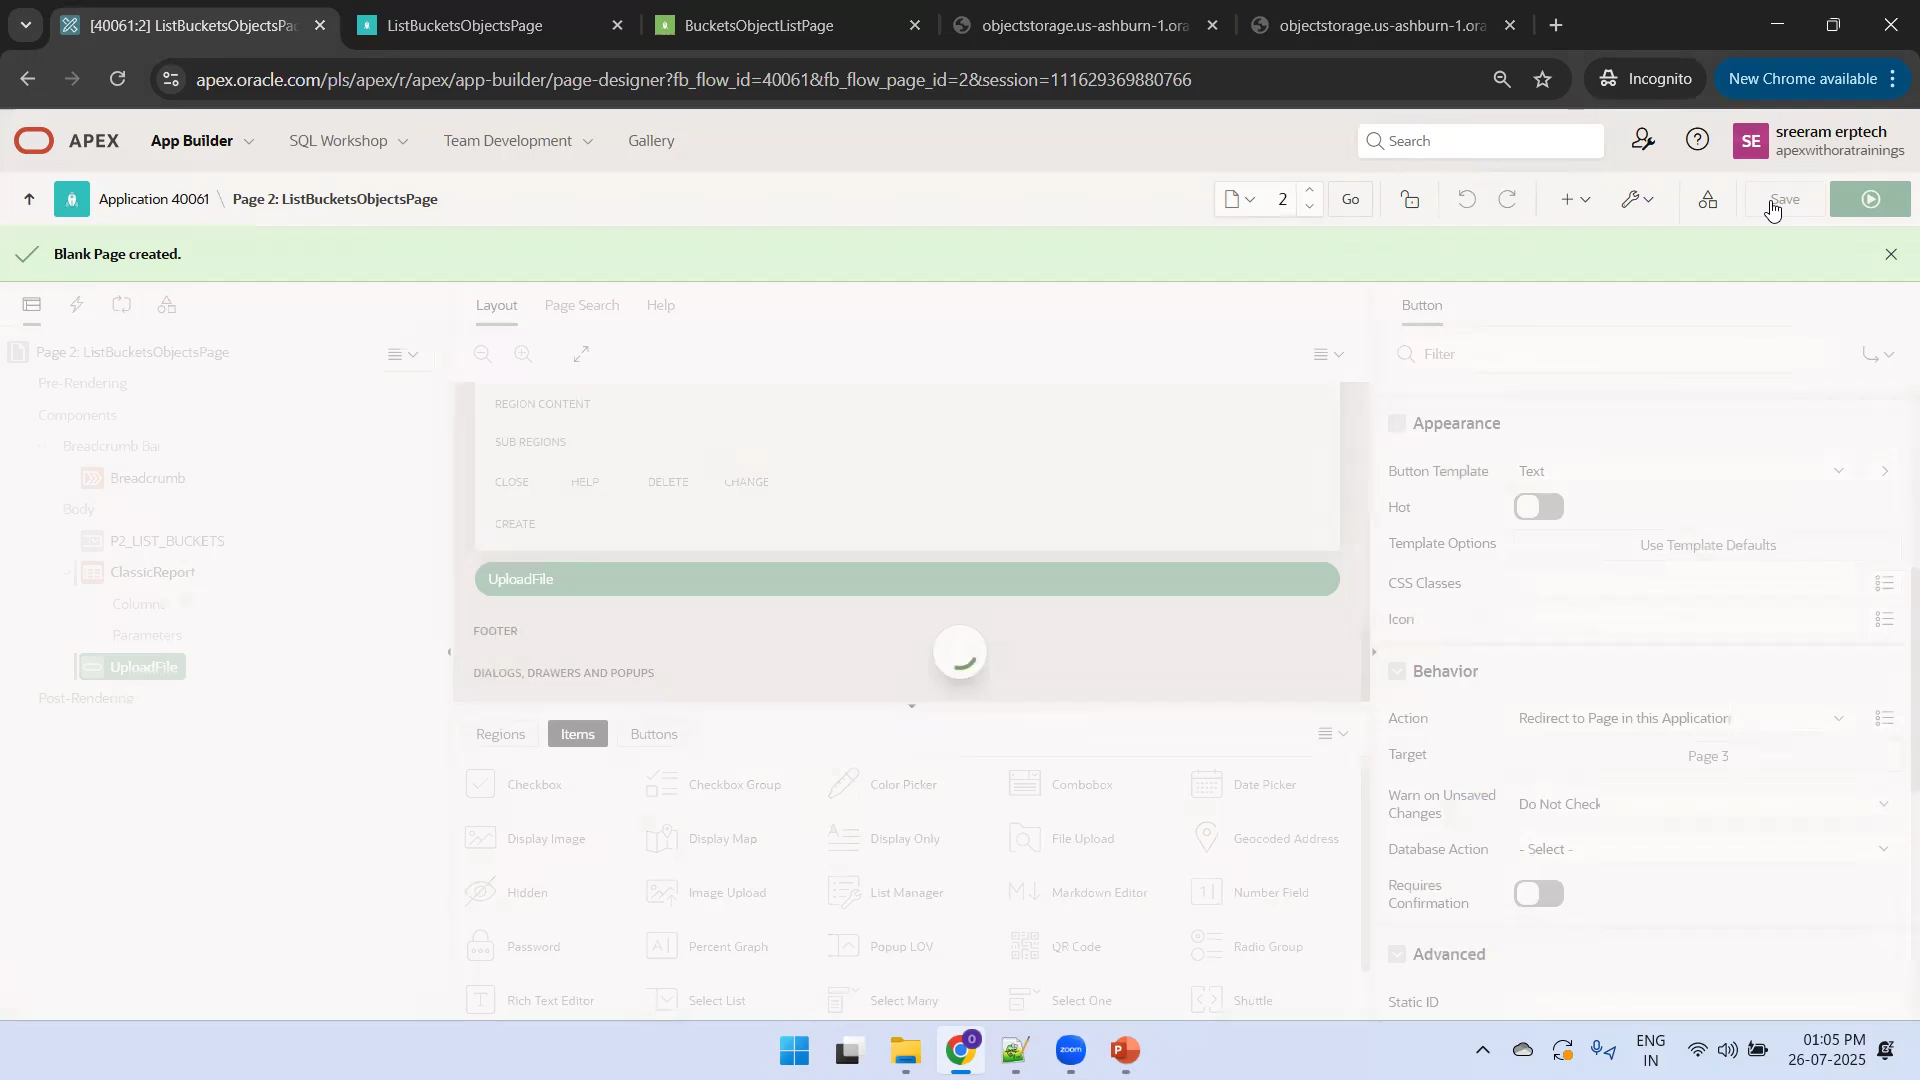 [40061:2] ListBucketsObjectsPa
ListBucketsObjectsPage
BucketsObjectListPage
objectstorage.us-ashburn-1.ora
objectstorage.us-ashburn-1.ora
apex.oracle.com/pls/apex/r/apex/app-builder/page-designer?fb_flow_id=40061&fb_flow_page_id=2&session=111629369880766
Incognito
New Chrome available
APEX
App Builder
SQL Workshop
Team Development
Gallery
Search
SE
sreeram erptech
apexwithoratrainings
Application 40061
Page 2: ListBucketsObjectsPage
2
Go
Save
Blank Page created.
Layout
Page Search
Help
Button
Page 2: ListBucketsObjectsPage
Filter
Pre-Rendering
Components
Breadcrumb Bar
Breadcrumb
Body
P2_LIST_BUCKETS
ClassicReport
Columns
Parameters
UploadFile
Post-Rendering
REGION CONTENT
SUB REGIONS
CLOSE
HELP
DELETE
CHANGE
CREATE
UploadFile
FOOTER
DIALOGS, DRAWERS AND POPUPS
Regions
Items
Buttons
Checkbox
Checkbox Group
Color Picker
Combobox
Date Picker
Display Image
Display Map
Display Only
File Upload
Geocoded Address
Hidden
Image Upload
List Manager
Markdown Editor
Number Field
Password
Percent Graph
Popup LOV
QR Code
Radio Group
Rich Text Editor
Select List
Select Many
Select One
Shuttle
Appearance
Button Template
Text
Hot
Template Options
Use Template Defaults
CSS Classes
Icon
Behavior
Action
Redirect to Page in this Application
Target
Page 3
Warn on Unsaved
Changes
Do Not Check
Database Action
- Select -
Requires
Confirmation
Advanced
Static ID
zoom
ENG
IN
01:05 PM
26-07-2025